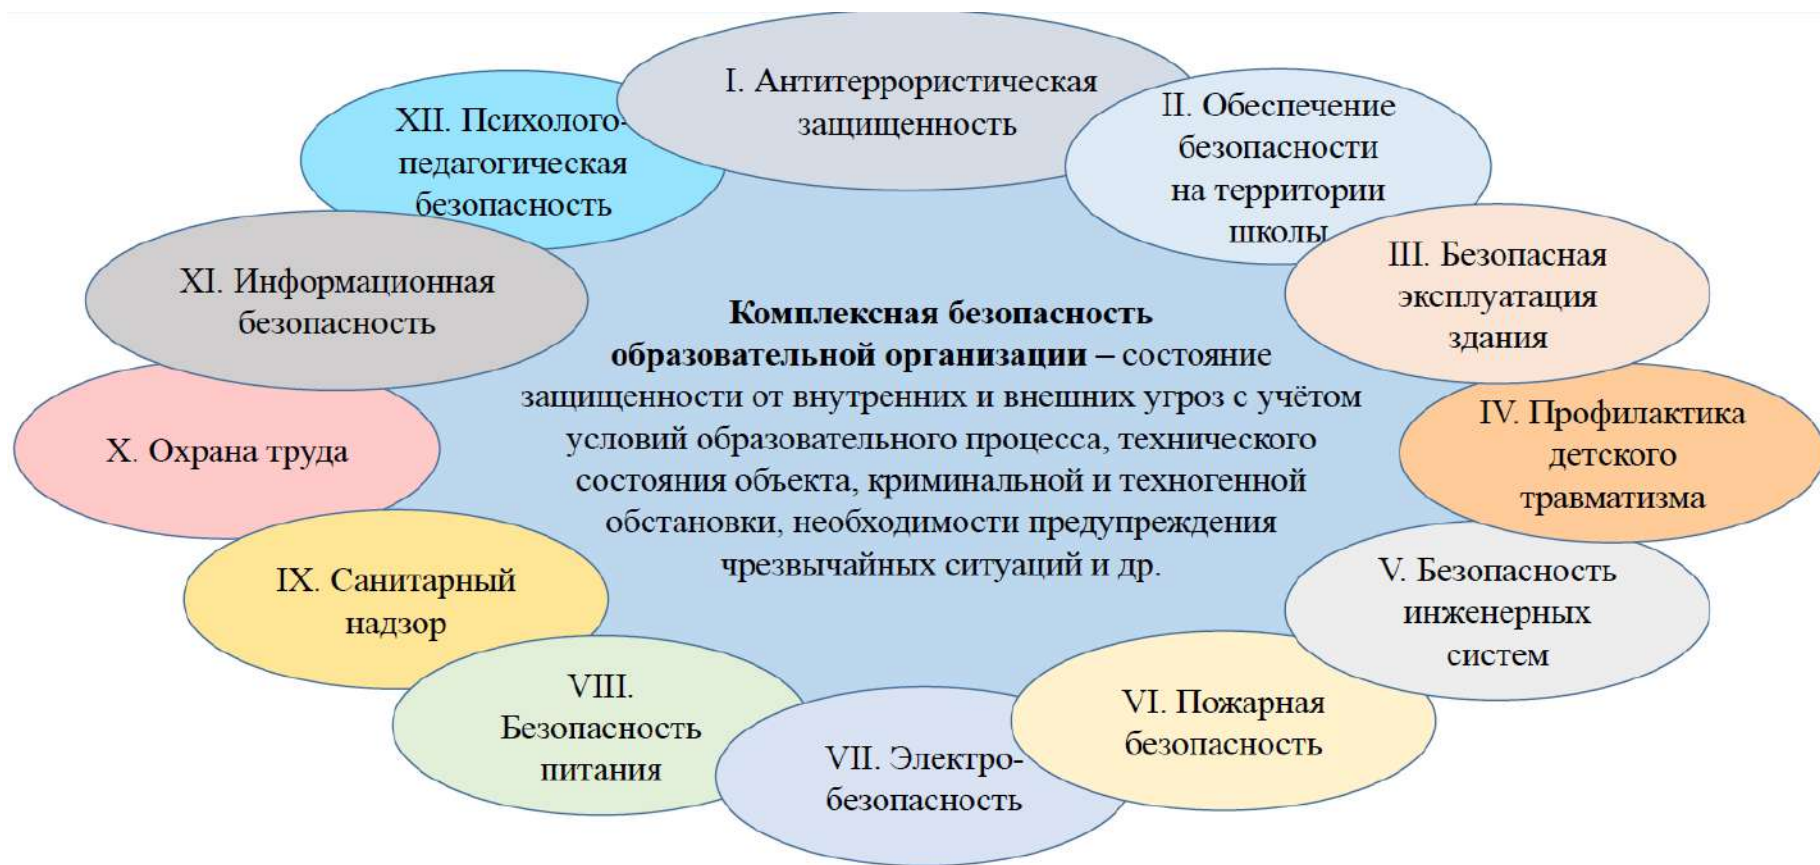 I. Антитеррористическая
защищенность
II. Обеспечение
безопасности
на территории
школы
III. Безопасная
эксплуатация
здания
IV. Профилактика
детского
травматизма
V. Безопасность
инженерных
систем
VI. Пожарная
безопасность
VII. Электро-
безопасность
VIII.
Безопасность
питания
IX. Санитарный
надзор
X. Охрана труда
XI. Информационная
безопасность
XII. Психолого-
педагогическая
безопасность
Комплексная безопасность
образовательной организации – состояние
защищенности от внутренних и внешних угроз с учётом
условий образовательного процесса, технического
состояния объекта, криминальной и техногенной
обстановки, необходимости предупреждения
чрезвычайных ситуаций и др.